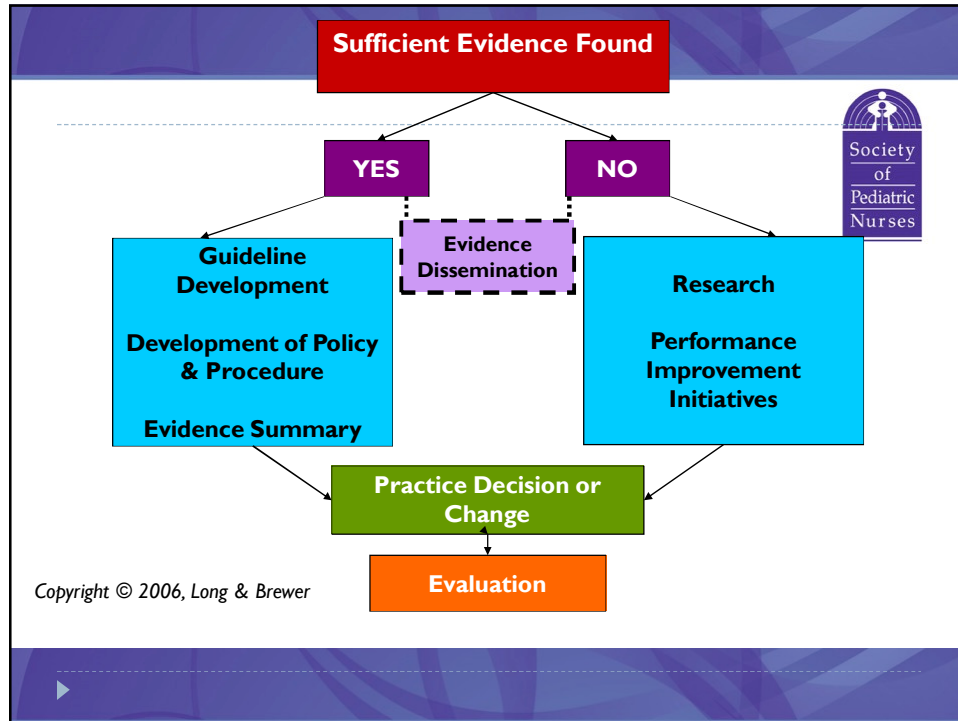 Sufficient Evidence Found
Society
of
Pediatric
Nurses
YES
NO
Evidence
Dissemination
Guideline
Development
Development of Policy
& Procedure
Evidence Summary
Research
Performance
Improvement
Initiatives
Practice Decision or
Change
Evaluation
Copyright © 2006, Long & Brewer